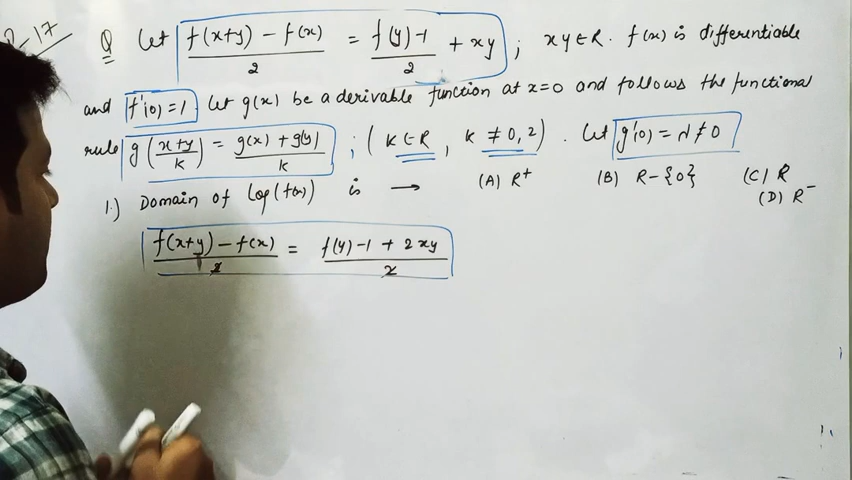 Q-17
Q Let f(x+y) - f(x) / 2 = f(y)-1 / 2 + xy ; x y ∈ R. f(x) is differentiable
and f'(0) = 1. Let g(x) be a derivable function at x=0 and follows the functional
rule g(x+y / k) = g(x) + g(y) / k ; ( k ∈ R , k ≠ 0, 2 ) . Let g'(0) = λ ≠ 0
1.) Domain of log(f(x)) is → (A) R⁺ (B) R-{0} (C) R
(D) R⁻
f(x+y) - f(x) / 2 = f(y) - 1 + 2xy / 2